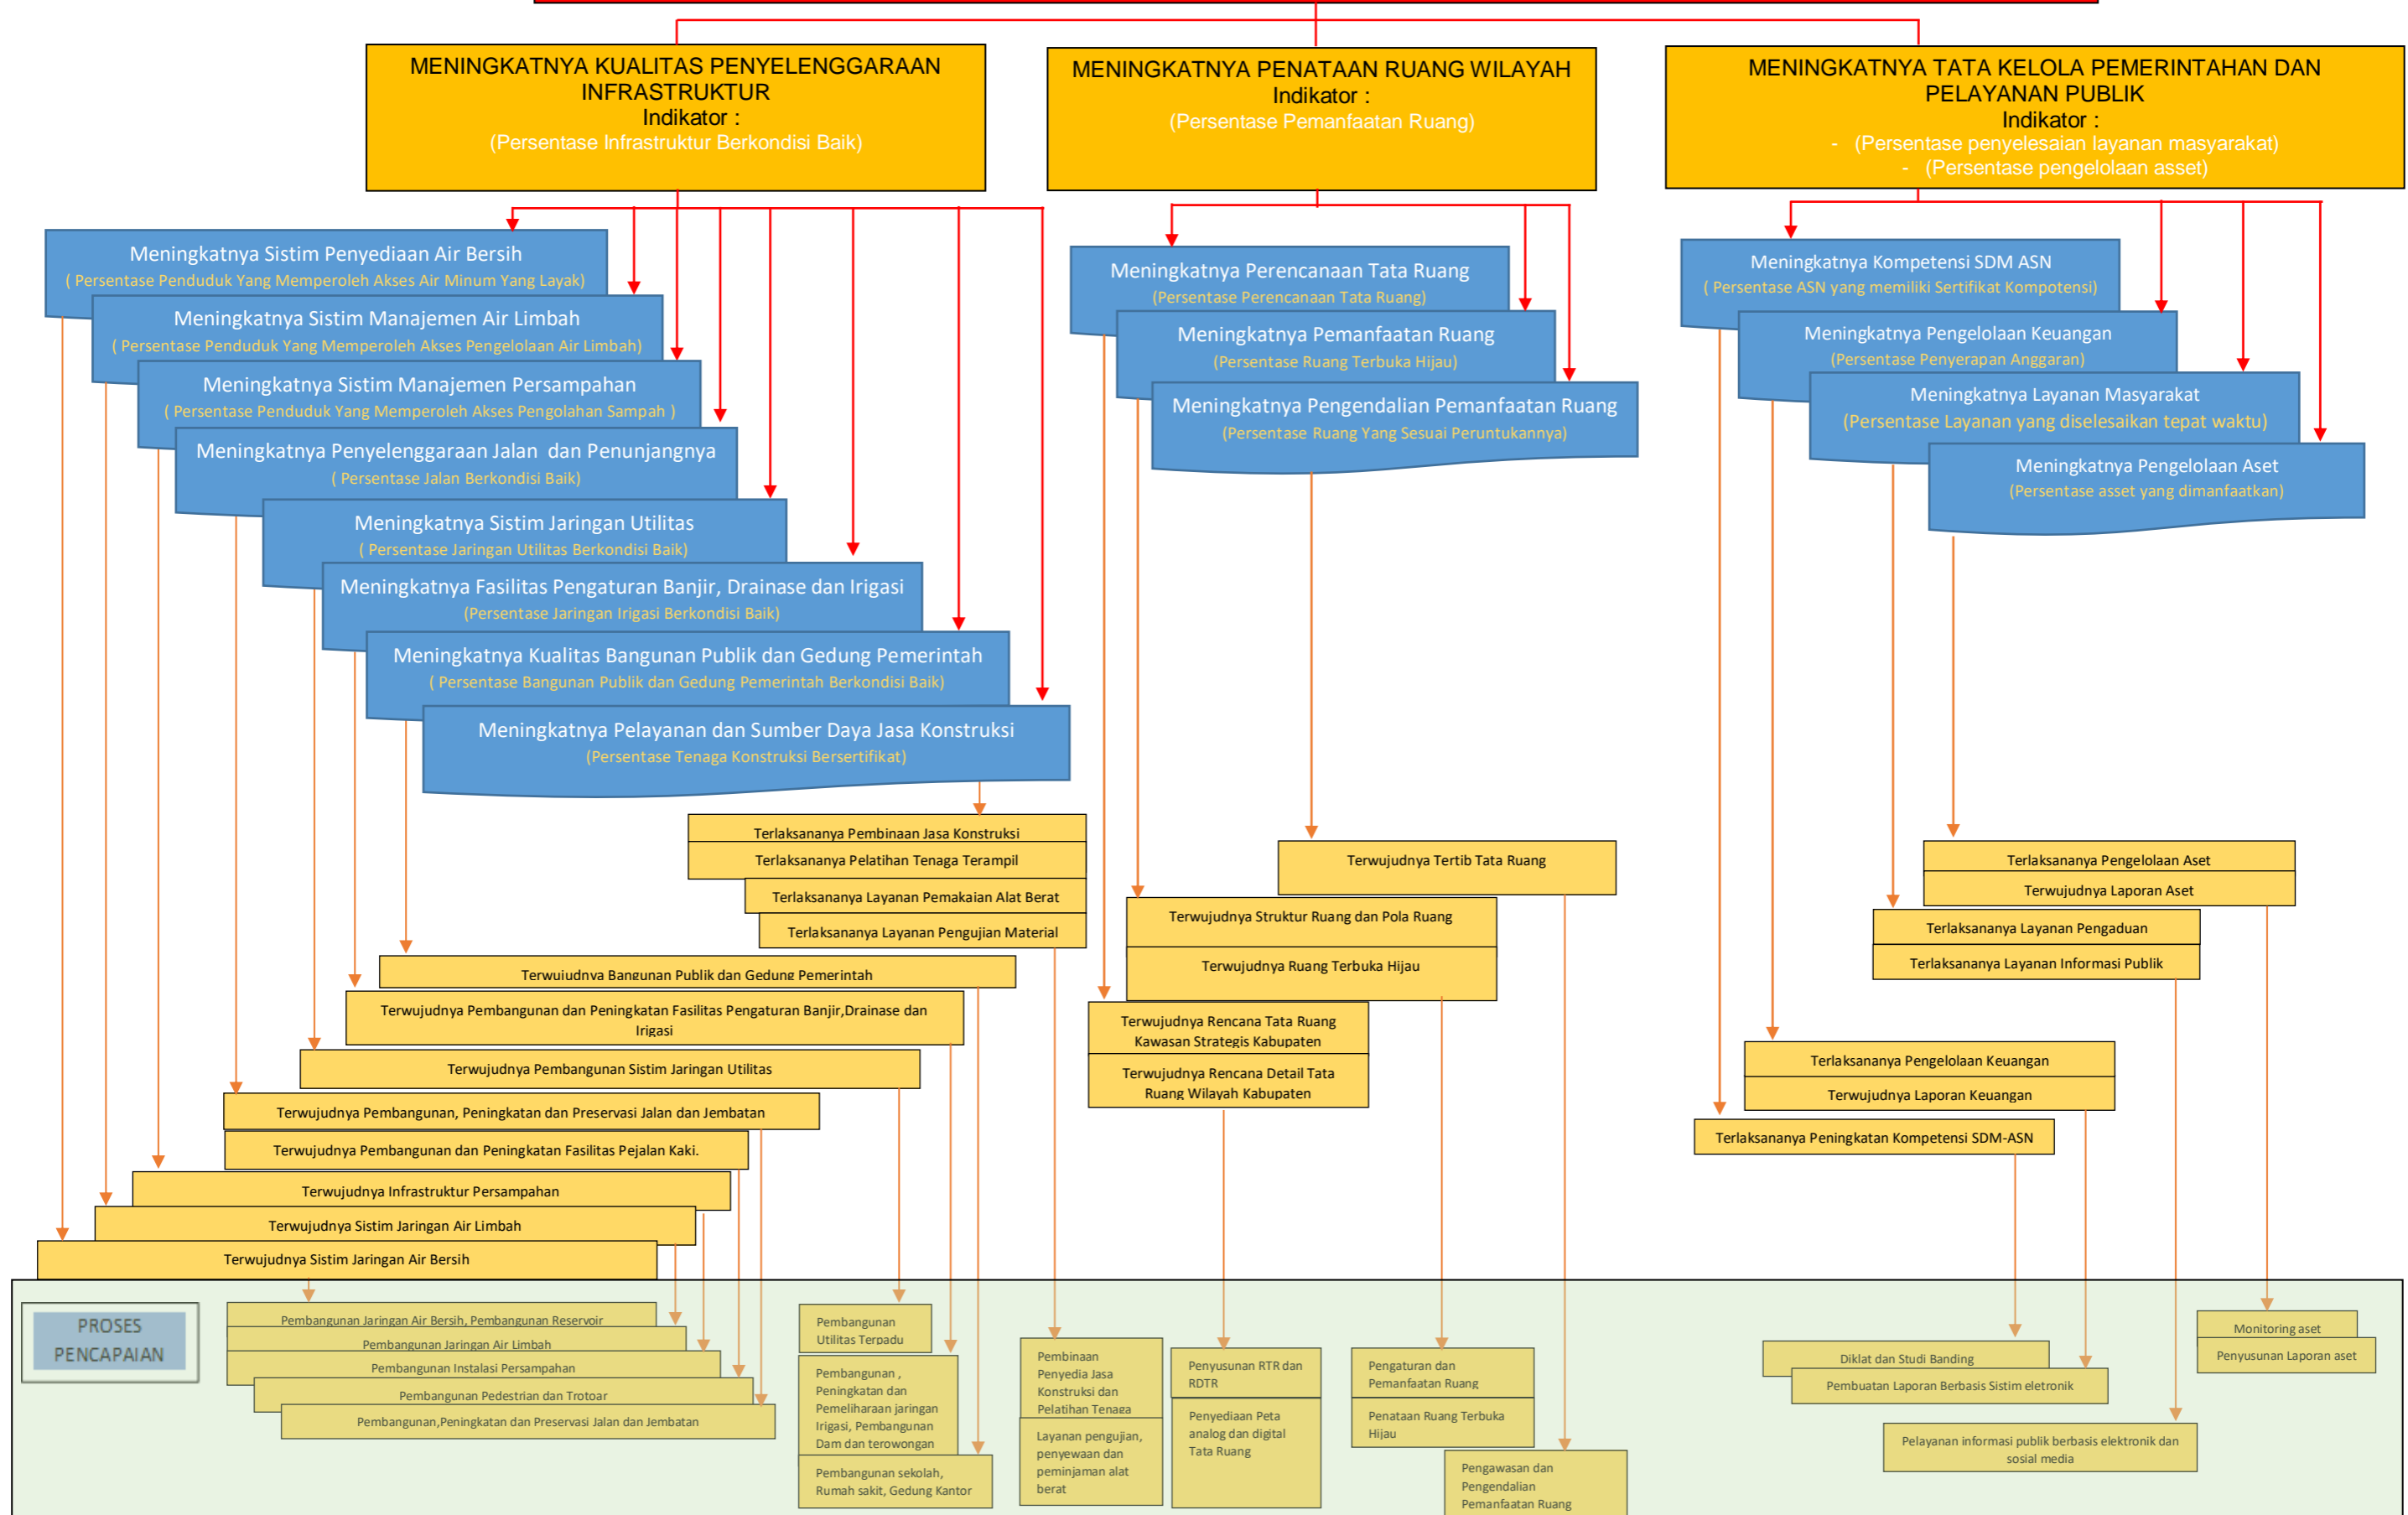 MENINGKATNYA KUALITAS PENYELENGGARAAN
INFRASTRUKTUR
Indikator :
(Persentase Infrastruktur Berkondisi Baik)
MENINGKATNYA PENATAAN RUANG WILAYAH
Indikator :
(Persentase Pemanfaatan Ruang)
MENINGKATNYA TATA KELOLA PEMERINTAHAN DAN
PELAYANAN PUBLIK
Indikator :
- (Persentase penyelesaian layanan masyarakat)
- (Persentase pengelolaan asset)
Meningkatnya Sistim Penyediaan Air Bersih
( Persentase Penduduk Yang Memperoleh Akses Air Minum Yang Layak)
Meningkatnya Sistim Manajemen Air Limbah
( Persentase Penduduk Yang Memperoleh Akses Pengelolaan Air Limbah)
Meningkatnya Sistim Manajemen Persampahan
( Persentase Penduduk Yang Memperoleh Akses Pengolahan Sampah )
Meningkatnya Penyelenggaraan Jalan dan Penunjangnya
( Persentase Jalan Berkondisi Baik)
Meningkatnya Sistim Jaringan Utilitas
( Persentase Jaringan Utilitas Berkondisi Baik)
Meningkatnya Fasilitas Pengaturan Banjir, Drainase dan Irigasi
(Persentase Jaringan Irigasi Berkondisi Baik)
Meningkatnya Kualitas Bangunan Publik dan Gedung Pemerintah
( Persentase Bangunan Publik dan Gedung Pemerintah Berkondisi Baik)
Meningkatnya Pelayanan dan Sumber Daya Jasa Konstruksi
(Persentase Tenaga Konstruksi Bersertifikat)
Meningkatnya Perencanaan Tata Ruang
(Persentase Perencanaan Tata Ruang)
Meningkatnya Pemanfaatan Ruang
(Persentase Ruang Terbuka Hijau)
Meningkatnya Pengendalian Pemanfaatan Ruang
(Persentase Ruang Yang Sesuai Peruntukannya)
Meningkatnya Kompetensi SDM ASN
( Persentase ASN yang memiliki Sertifikat Kompotensi)
Meningkatnya Pengelolaan Keuangan
(Persentase Penyerapan Anggaran)
Meningkatnya Layanan Masyarakat
(Persentase Layanan yang diselesaikan tepat waktu)
Meningkatnya Pengelolaan Aset
(Persentase asset yang dimanfaatkan)
Terlaksananya Pembinaan Jasa Konstruksi
Terlaksananya Pelatihan Tenaga Terampil
Terlaksananya Layanan Pemakaian Alat Berat
Terlaksananya Layanan Pengujian Material
Terwujudnya Bangunan Publik dan Gedung Pemerintah
Terwujudnya Pembangunan dan Peningkatan Fasilitas Pengaturan Banjir,Drainase dan
Irigasi
Terwujudnya Pembangunan Sistim Jaringan Utilitas
Terwujudnya Pembangunan, Peningkatan dan Preservasi Jalan dan Jembatan
Terwujudnya Pembangunan dan Peningkatan Fasilitas Pejalan Kaki.
Terwujudnya Infrastruktur Persampahan
Terwujudnya Sistim Jaringan Air Limbah
Terwujudnya Sistim Jaringan Air Bersih
Terwujudnya Tertib Tata Ruang
Terwujudnya Struktur Ruang dan Pola Ruang
Terwujudnya Ruang Terbuka Hijau
Terwujudnya Rencana Tata Ruang
Kawasan Strategis Kabupaten
Terwujudnya Rencana Detail Tata
Ruang Wilayah Kabupaten
Terlaksananya Pengelolaan Aset
Terwujudnya Laporan Aset
Terlaksananya Layanan Pengaduan
Terlaksananya Layanan Informasi Publik
Terlaksananya Pengelolaan Keuangan
Terwujudnya Laporan Keuangan
Terlaksananya Peningkatan Kompetensi SDM-ASN
PROSES
PENCAPAIAN
Pembangunan Jaringan Air Bersih, Pembangunan Reservoir
Pembangunan Jaringan Air Limbah
Pembangunan Instalasi Persampahan
Pembangunan Pedestrian dan Trotoar
Pembangunan,Peningkatan dan Preservasi Jalan dan Jembatan
Pembangunan
Utilitas Terpadu
Pembangunan ,
Peningkatan dan
Pemeliharaan jaringan
Irigasi, Pembangunan
Dam dan terowongan
Pembangunan sekolah,
Rumah sakit, Gedung Kantor
Pembinaan
Penyedia Jasa
Konstruksi dan
Pelatihan Tenaga
Layanan pengujian,
penyewaan dan
peminjaman alat
berat
Penyusunan RTR dan
RDTR
Penyediaan Peta
analog dan digital
Tata Ruang
Pengaturan dan
Pemanfaatan Ruang
Penataan Ruang Terbuka
Hijau
Pengawasan dan
Pengendalian
Pemanfaatan Ruang
Diklat dan Studi Banding
Pembuatan Laporan Berbasis Sistim eletronik
Pelayanan informasi publik berbasis elektronik dan
sosial media
Monitoring aset
Penyusunan Laporan aset